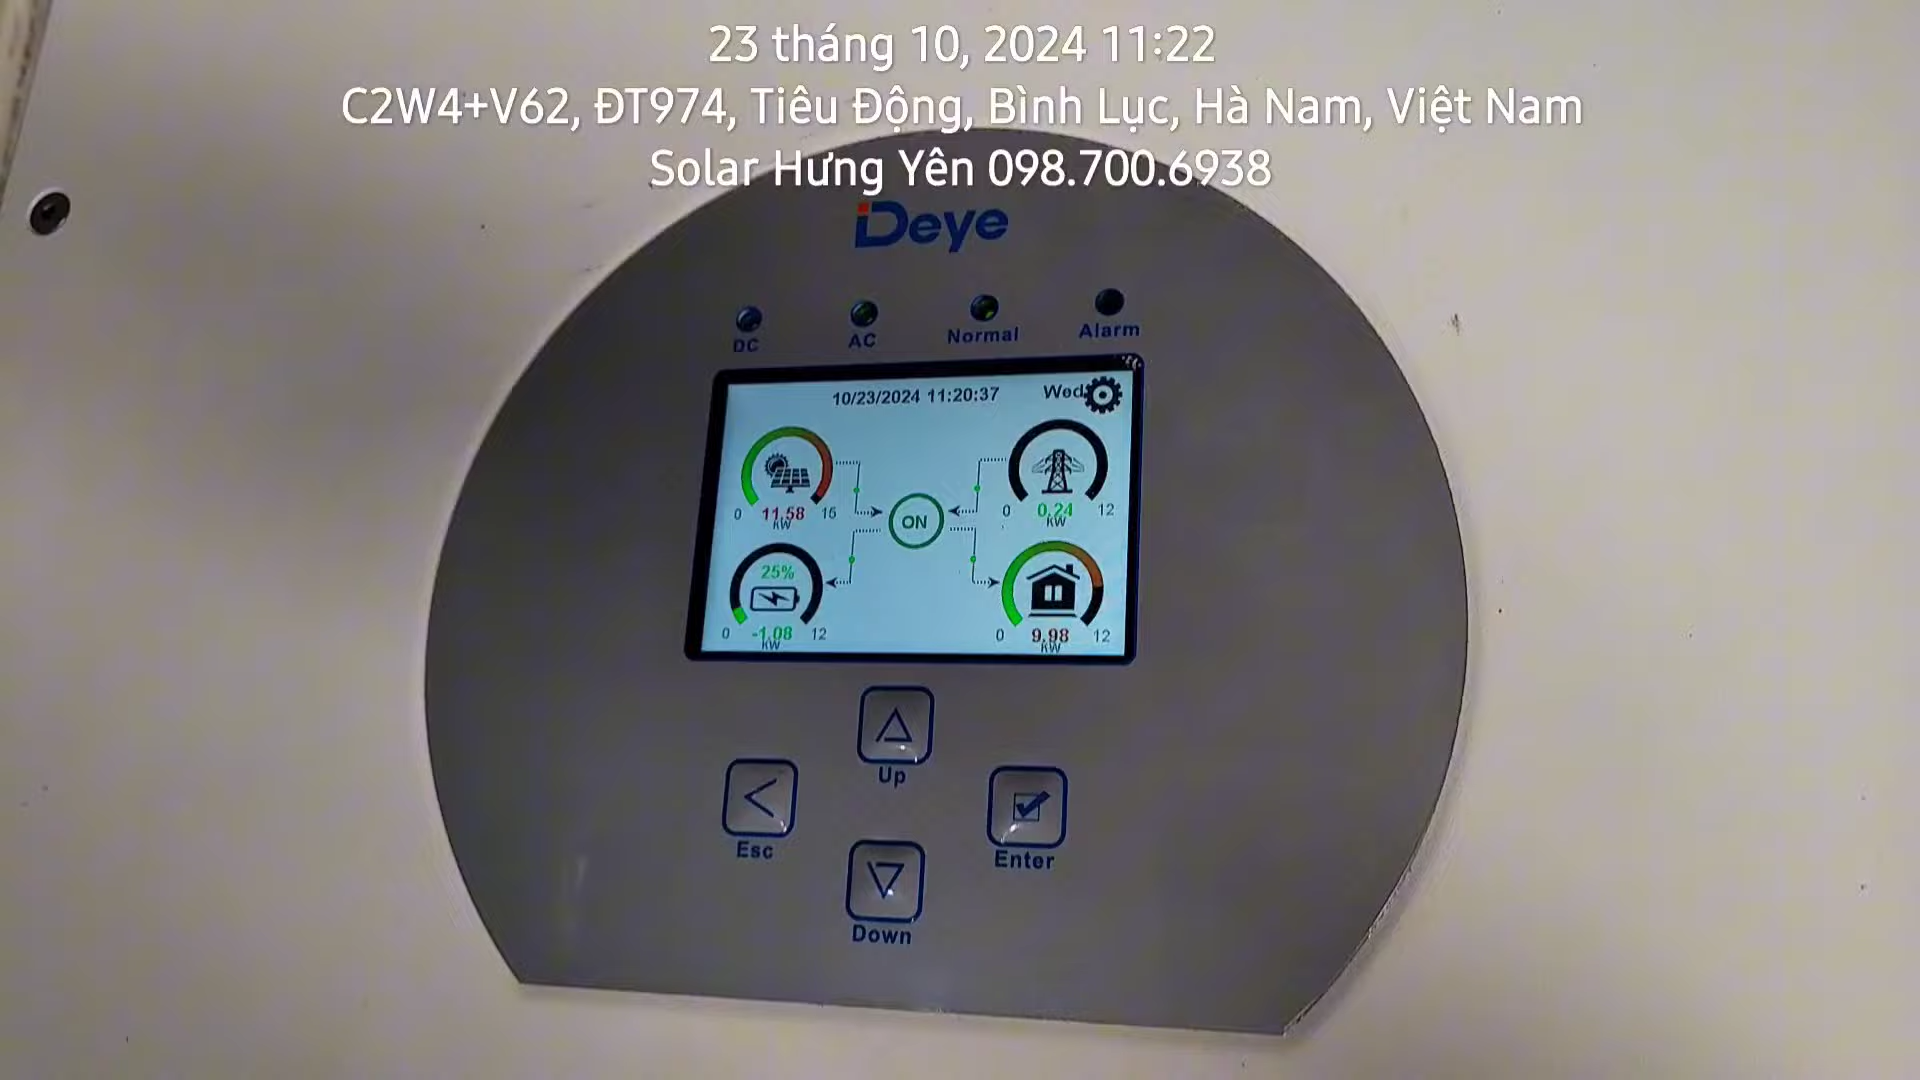 23 tháng 10, 2024 11:22
C2W4+V62, ĐT974, Tiêu Động, Bình Lục, Hà Nam, Việt Nam
Solar Hưng Yên 098.700.6938
Deye
DC AC Normal Alarm
10/23/2024 11:20:37 Wed
0 11.58 15
KW
0 0.24 12
KW
ON
25%
0 -1.08 12
KW
0 9.98 12
KW
Up
Esc
Enter
Down